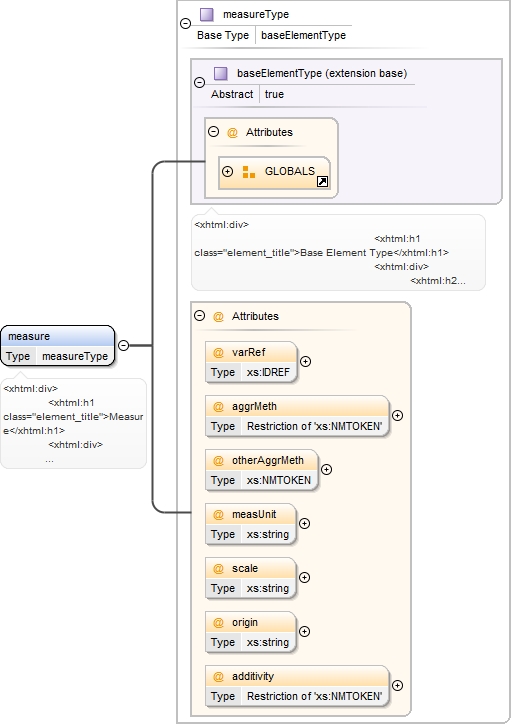 measureType
Base Type baseElementType
baseElementType (extension base)
Abstract true
@ Attributes
GLOBALS
<xhtml:div>
<xhtml:h1
class="element_title">Base Element Type</xhtml:h1>
<xhtml:div>
<xhtml:h2...
measure
Type measureType
<xhtml:div>
<xhtml:h1
class="element_title">Measur
e</xhtml:h1>
<xhtml:div>
...
@ Attributes
@ varRef
Type xs:IDREF
@ aggrMeth
Type Restriction of 'xs:NMTOKEN'
@ otherAggrMeth
Type xs:NMTOKEN
@ measUnit
Type xs:string
@ scale
Type xs:string
@ origin
Type xs:string
@ additivity
Type Restriction of 'xs:NMTOKEN'